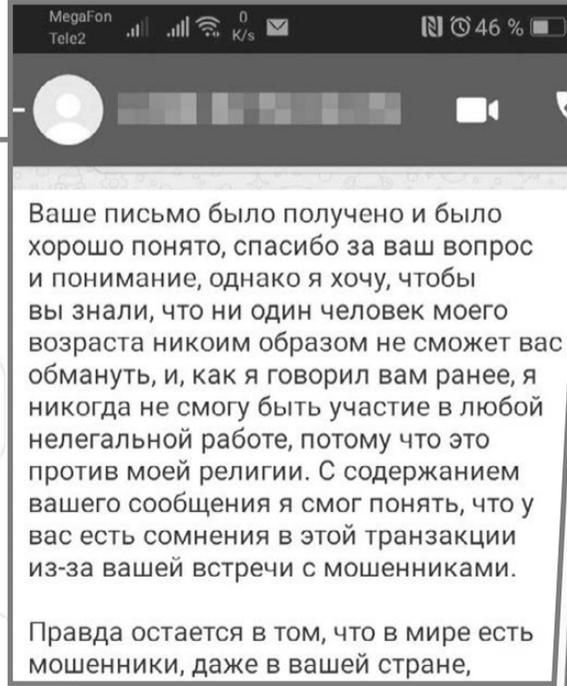 MegaFon
Tele2
0
K/s
46 %
Ваше письмо было получено и было
хорошо понято, спасибо за ваш вопрос
и понимание, однако я хочу, чтобы
вы знали, что ни один человек моего
возраста никоим образом не сможет вас
обмануть, и, как я говорил вам ранее, я
никогда не смогу быть участие в любой
нелегальной работе, потому что это
против моей религии. С содержанием
вашего сообщения я смог понять, что у
вас есть сомнения в этой транзакции
из-за вашей встречи с мошенниками.
Правда остается в том, что в мире есть
мошенники, даже в вашей стране,